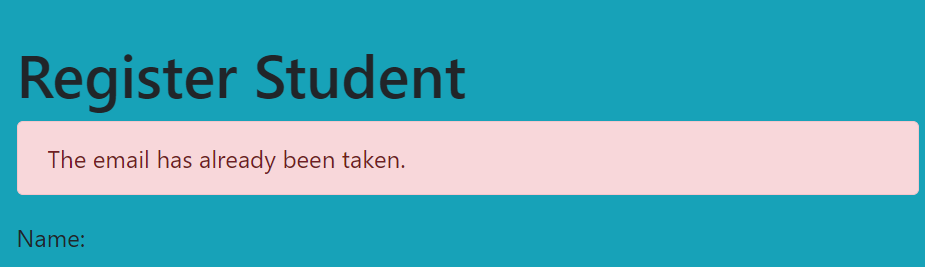 Register Student
The email has already been taken.
Name: